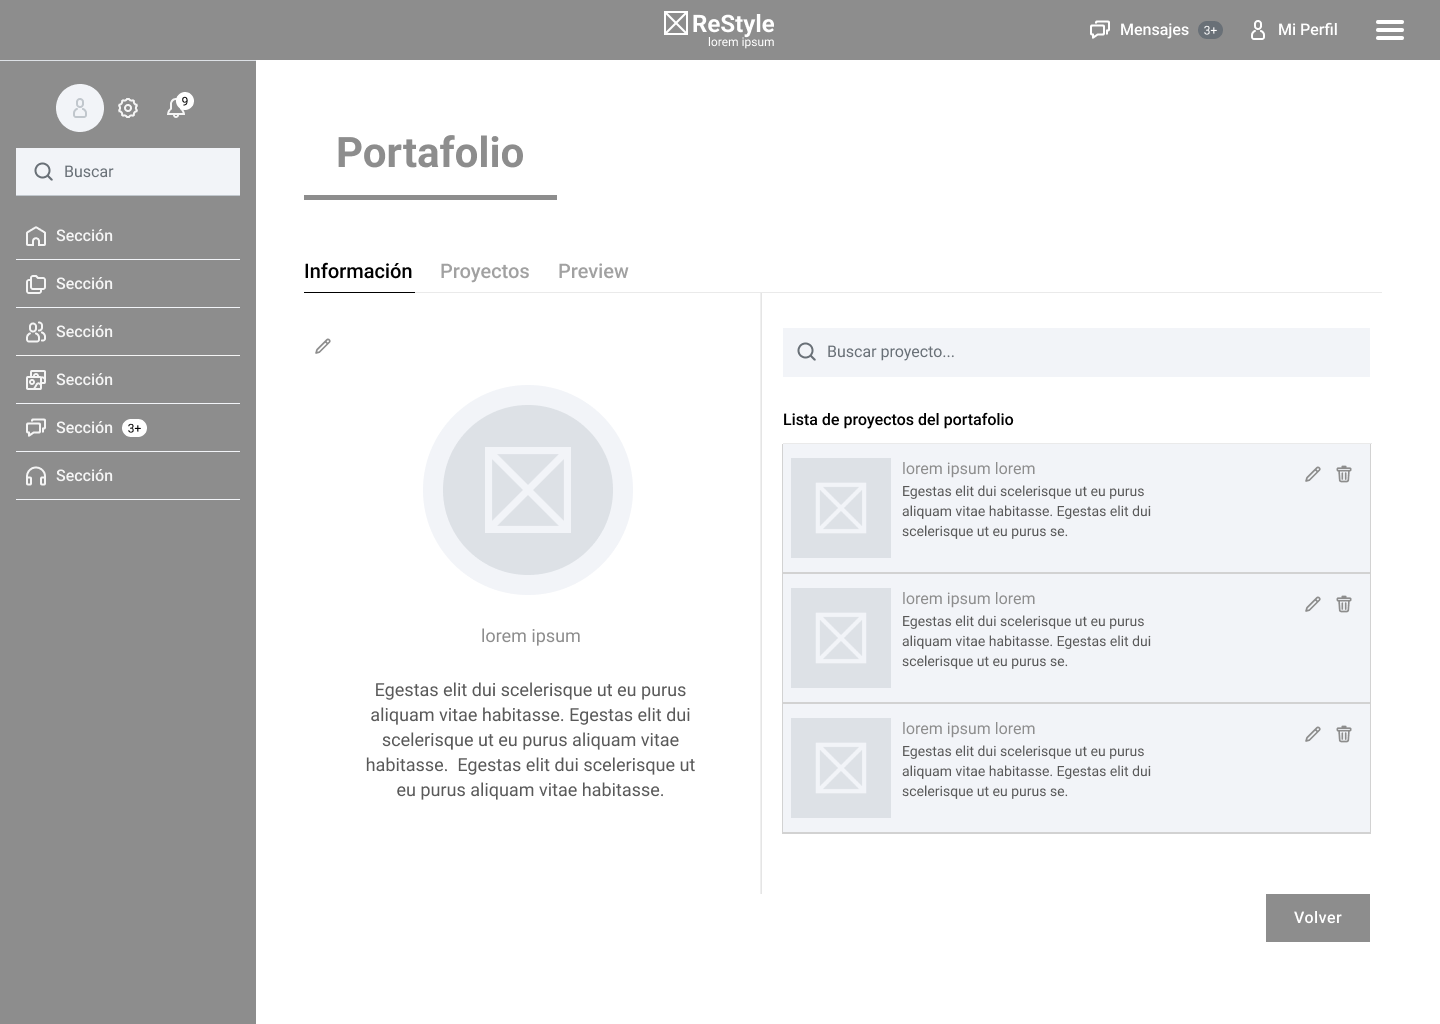 ReStyle
lorem ipsum
Mensajes 3+
Mi Perfil
9
Buscar
Sección
Sección
Sección
Sección
Sección 3+
Sección
Portafolio
Información Proyectos Preview
lorem ipsum
Egestas elit dui scelerisque ut eu purus
aliquam vitae habitasse. Egestas elit dui
scelerisque ut eu purus aliquam vitae
habitasse.  Egestas elit dui scelerisque ut
eu purus aliquam vitae habitasse.
Buscar proyecto...
Lista de proyectos del portafolio
lorem ipsum lorem
Egestas elit dui scelerisque ut eu purus
aliquam vitae habitasse. Egestas elit dui
scelerisque ut eu purus se.
lorem ipsum lorem
Egestas elit dui scelerisque ut eu purus
aliquam vitae habitasse. Egestas elit dui
scelerisque ut eu purus se.
lorem ipsum lorem
Egestas elit dui scelerisque ut eu purus
aliquam vitae habitasse. Egestas elit dui
scelerisque ut eu purus se.
Volver